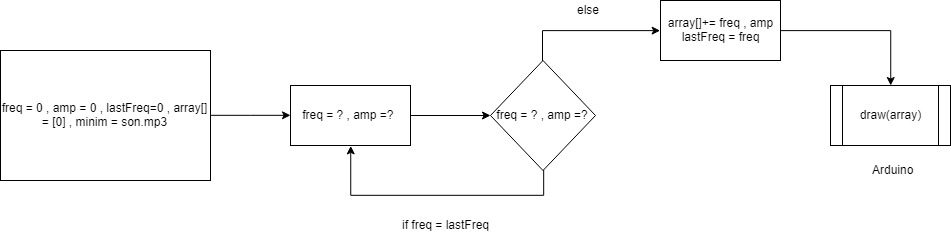 freq = 0 , amp = 0 , lastFreq=0 , array[]
= [0] , minim = son.mp3
freq = ? , amp =?
freq = ? , amp =?
if freq = lastFreq
else
array[]+= freq , amp
lastFreq = freq
draw(array)
Arduino